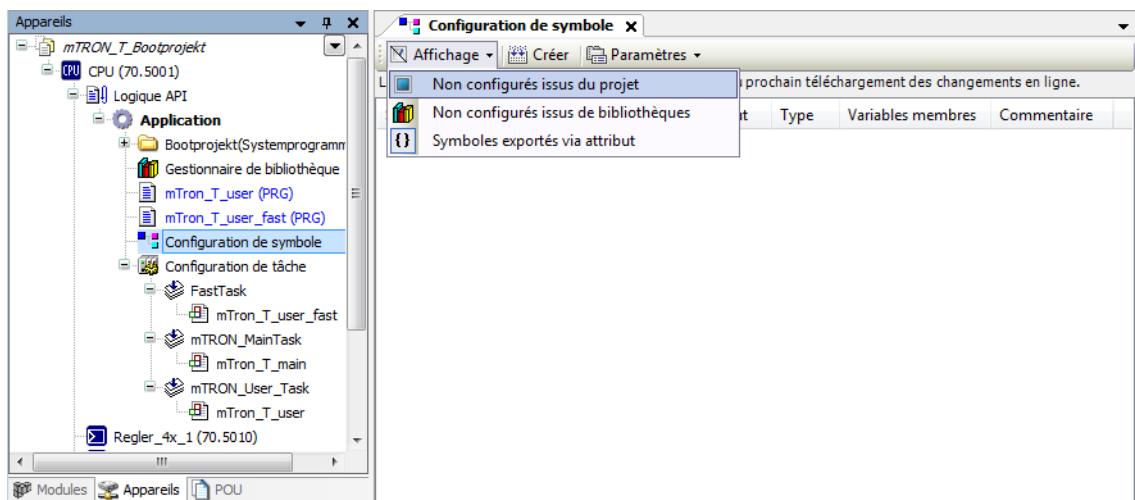 Appareils
mTRON_T_Bootprojekt
CPU (70.5001)
Logique API
Application
Bootprojekt(Systemprogramm
Gestionnaire de bibliothèque
mTron_T_user (PRG)
mTron_T_user_fast (PRG)
Configuration de symbole
Configuration de tâche
FastTask
mTron_T_user_fast
mTRON_MainTask
mTron_T_main
mTRON_User_Task
mTron_T_user
Regler_4x_1 (70.5010)
Modules Appareils POU
Configuration de symbole
Affichage Créer Paramètres
prochain téléchargement des changements en ligne.
Non configurés issus du projet
Non configurés issus de bibliothèques
Symboles exportés via attribut
Type Variables membres Commentaire